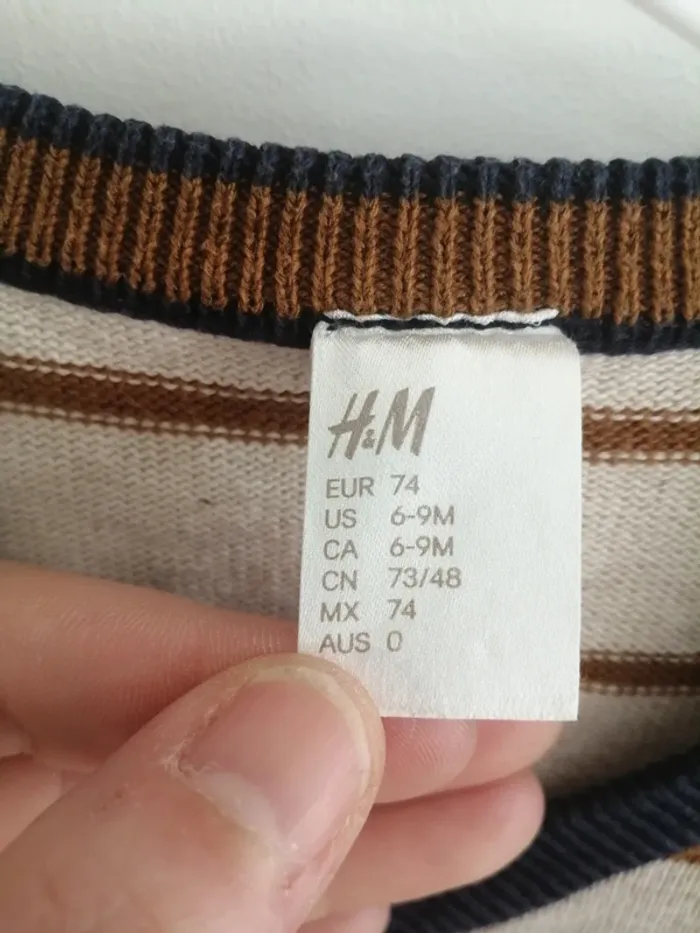 H&M
EUR 74
US 6-9M
CA 6-9M
CN 73/48
MX 74
AUS 0